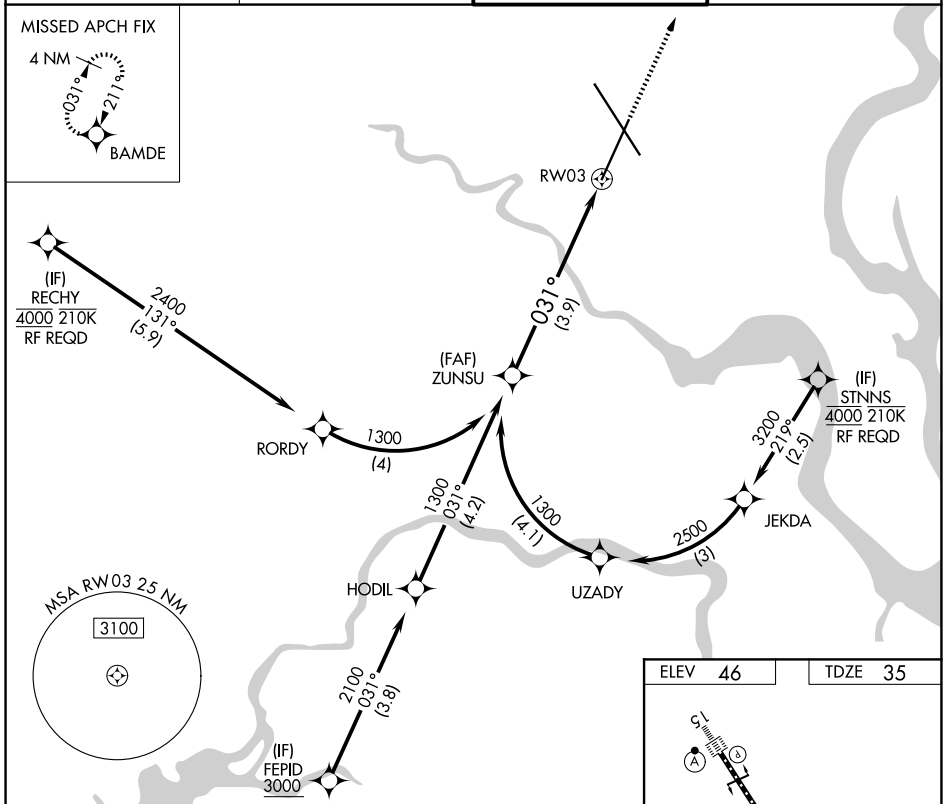 MISSED APCH FIX
4 NM
031°
211°
BAMDE
RW03
(IF)
RECHY
4000 210K
RF REQD
2400
131°
(5.9)
031°
(3.9)
(FAF)
ZUNSU
(IF)
STNNS
4000 210K
RF REQD
3200
219°
(2.5)
RORDY
1300
(4)
1300
031°
(4.2)
1300
(4.1)
2500
(3)
JEKDA
UZADY
HODIL
MSA RW03 25 NM
3100
2100
031°
(3.8)
(IF)
FEPID
3000
ELEV 46
TDZE 35
15
A
P